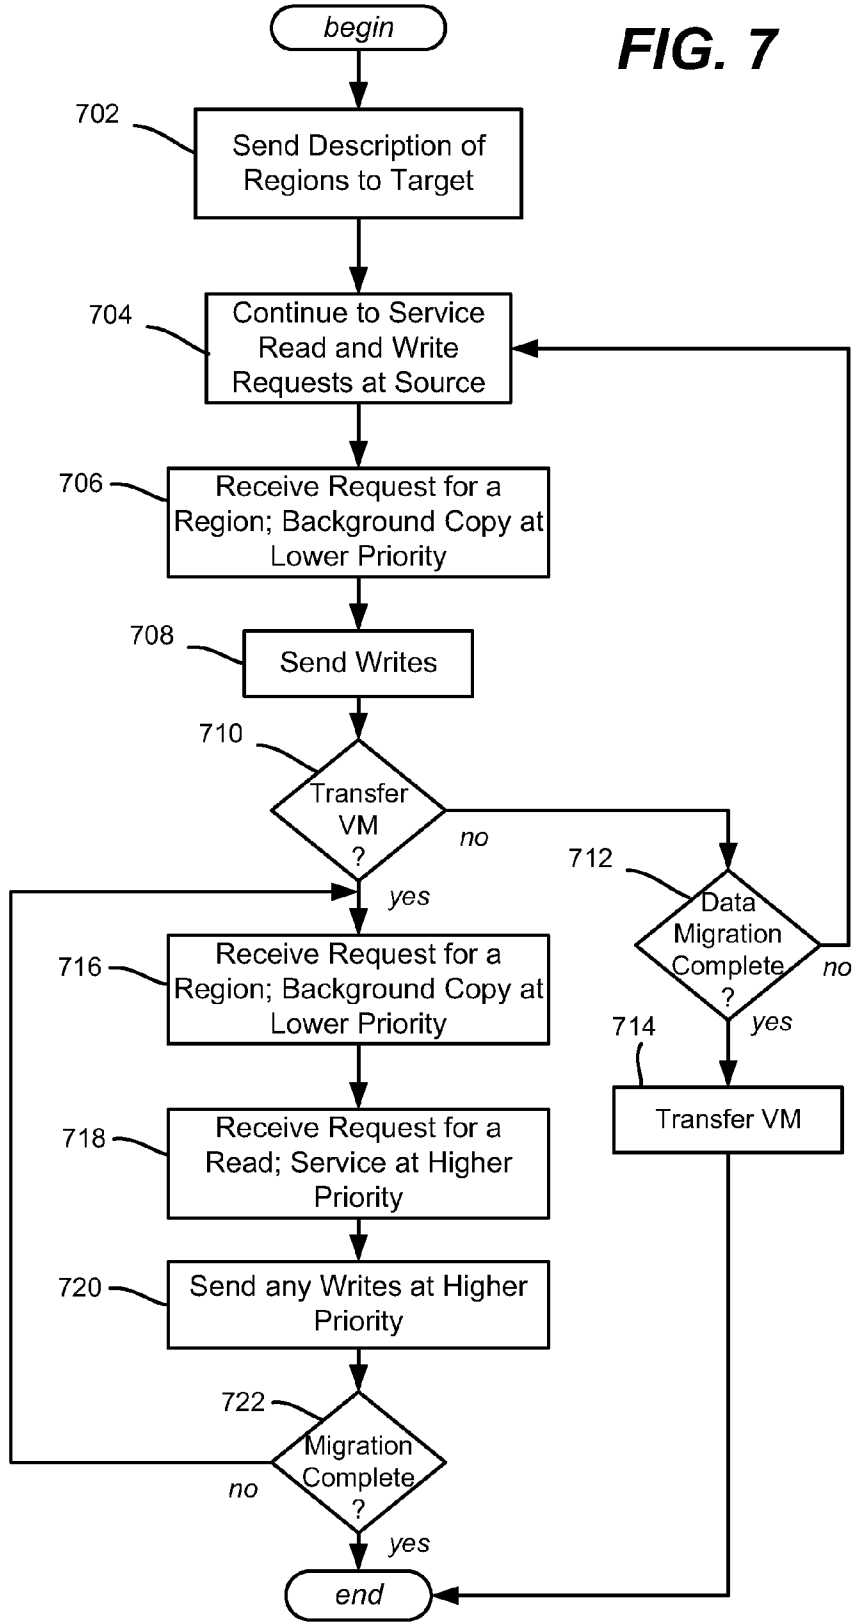 begin
FIG. 7
702
Send Description of
Regions to Target
704
Continue to Service
Read and Write
Requests at Source
706
Receive Request for a
Region; Background Copy at
Lower Priority
708
Send Writes
710
Transfer
VM
?
no
yes
712
Data
Migration
Complete
?
no
yes
714
Transfer VM
716
Receive Request for a
Region; Background Copy at
Lower Priority
718
Receive Request for a
Read; Service at Higher
Priority
720
Send any Writes at Higher
Priority
722
Migration
Complete
?
no
yes
end